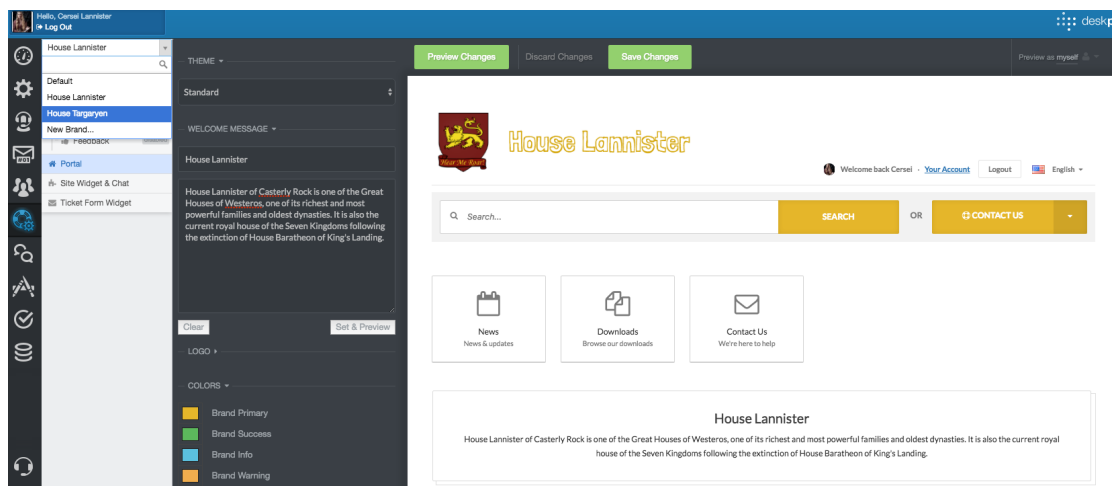 Hello, Cersei Lannister
Log Out
deskp
House Lannister
Default
House Lannister
House Targaryen
New Brand...
Feedback
Portal
Site Widget & Chat
Ticket Form Widget
THEME
Standard
WELCOME MESSAGE
House Lannister
House Lannister of Casterly Rock is one of the Great
Houses of Westeros, one of its richest and most
powerful families and oldest dynasties. It is also the
current royal house of the Seven Kingdoms following
the extinction of House Baratheon of King's Landing.
Clear
Set & Preview
LOGO
COLORS
Brand Primary
Brand Success
Brand Info
Brand Warning
Preview Changes
Discard Changes
Save Changes
Preview as myself
Hear Me Roar!
House Lannister
Welcome back Cersei · Your Account
Logout
English
Search...
SEARCH
OR
CONTACT US
News
News & updates
Downloads
Browse our downloads
Contact Us
We're here to help
House Lannister
House Lannister of Casterly Rock is one of the Great Houses of Westeros, one of its richest and most powerful families and oldest dynasties. It is also the current royal
house of the Seven Kingdoms following the extinction of House Baratheon of King's Landing.